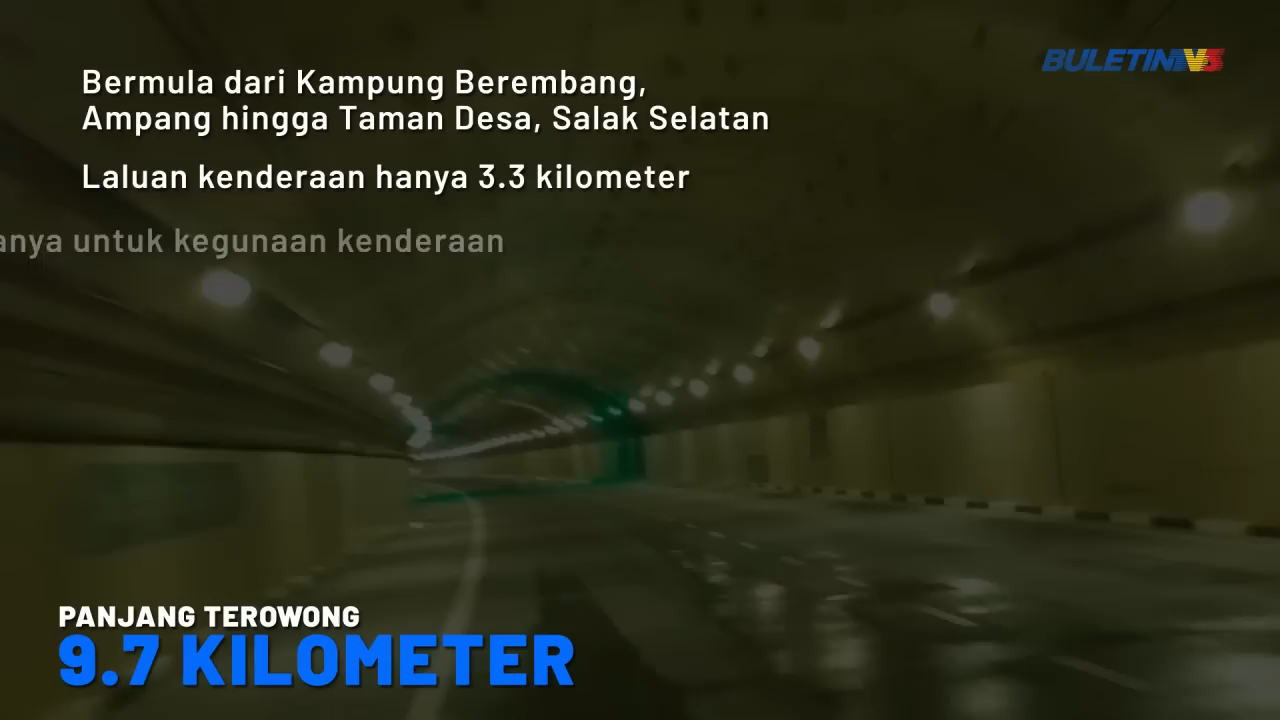 BULETIN TV3
Bermula dari Kampung Berembang,
Ampang hingga Taman Desa, Salak Selatan
Laluan kenderaan hanya 3.3 kilometer
untuk kegunaan kenderaan
PANJANG TEROWONG
9.7 KILOMETER